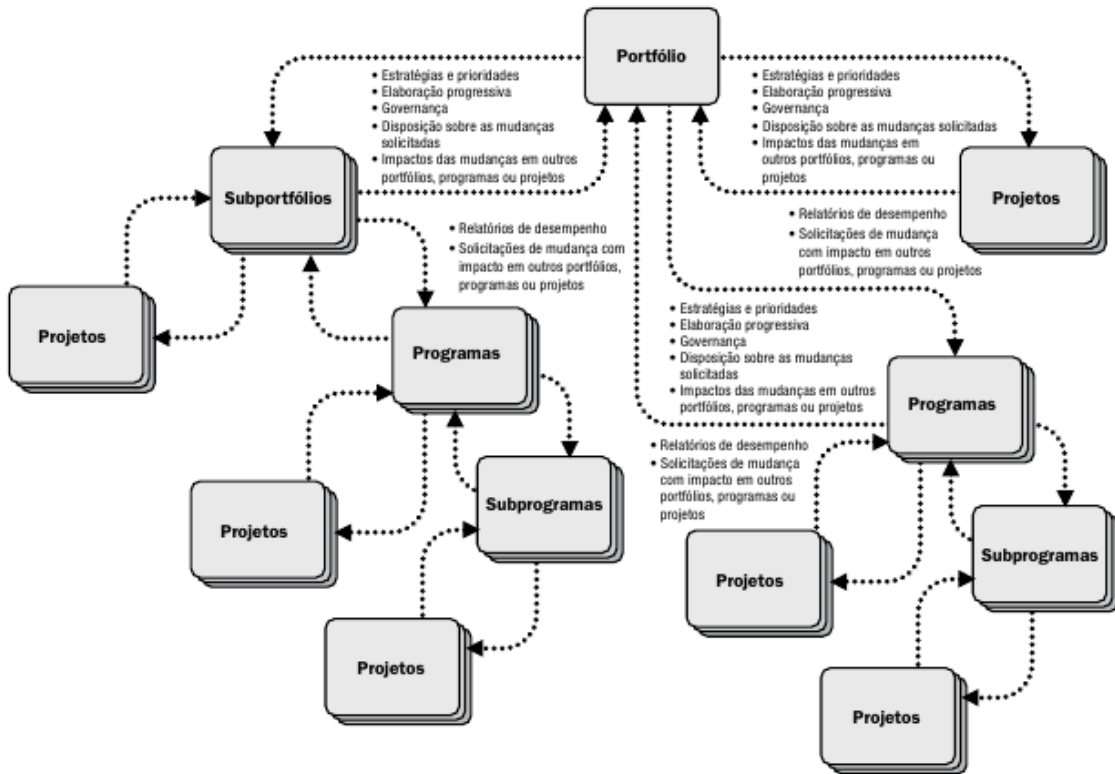 Portfólio
• Estratégias e prioridades
• Elaboração progressiva
• Governança
• Disposição sobre as mudanças
solicitadas
• Impactos das mudanças em outros
portfólios, programas ou projetos
• Estratégias e prioridades
• Elaboração progressiva
• Governança
• Disposição sobre as mudanças solicitadas
• Impactos das mudanças em
outros portfólios, programas ou
projetos
Subportfólios
Projetos
• Relatórios de desempenho
• Solicitações de mudança com
impacto em outros portfólios,
programas ou projetos
• Relatórios de desempenho
• Solicitações de mudança
com impacto em outros
portfólios, programas ou projetos
Projetos
Programas
• Estratégias e prioridades
• Elaboração progressiva
• Governança
• Disposição sobre as mudanças
solicitadas
• Impactos das mudanças em outros
portfólios, programas ou projetos
Programas
• Relatórios de desempenho
• Solicitações de mudança
com impacto em outros
portfólios, programas ou
projetos
Projetos
Subprogramas
Projetos
Subprogramas
Projetos
Projetos